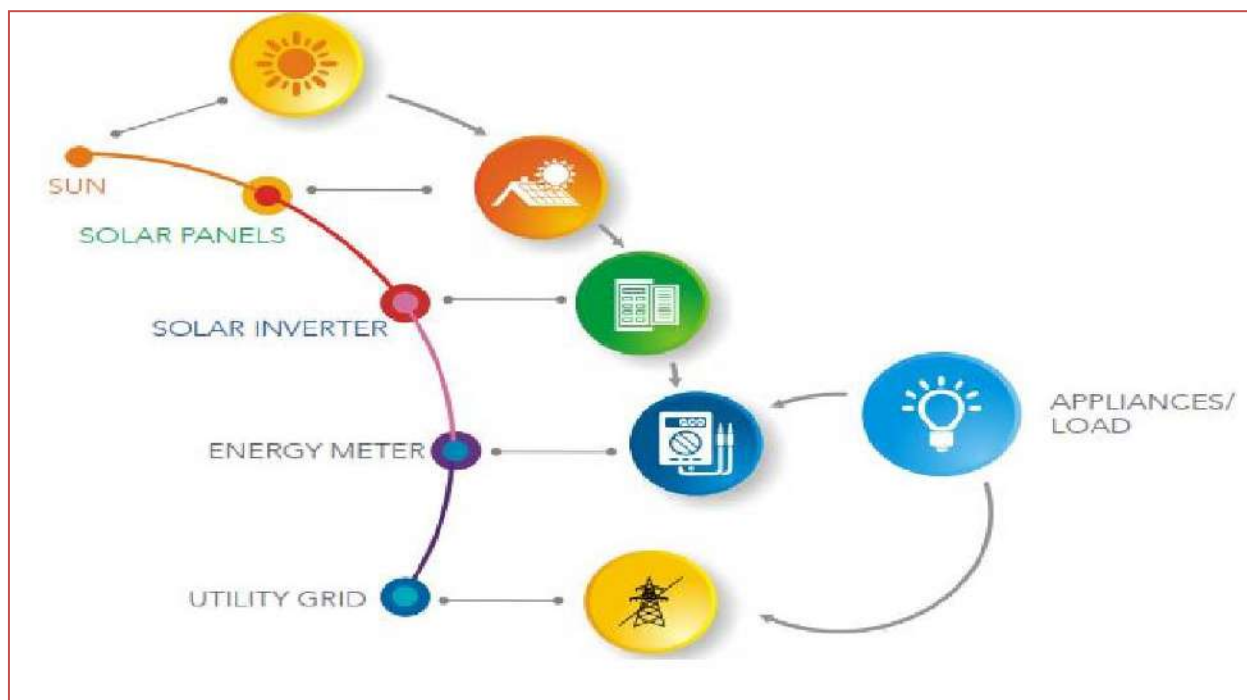 SUN
SOLAR PANELS
SOLAR INVERTER
ENERGY METER
APPLIANCES/
LOAD
UTILITY GRID